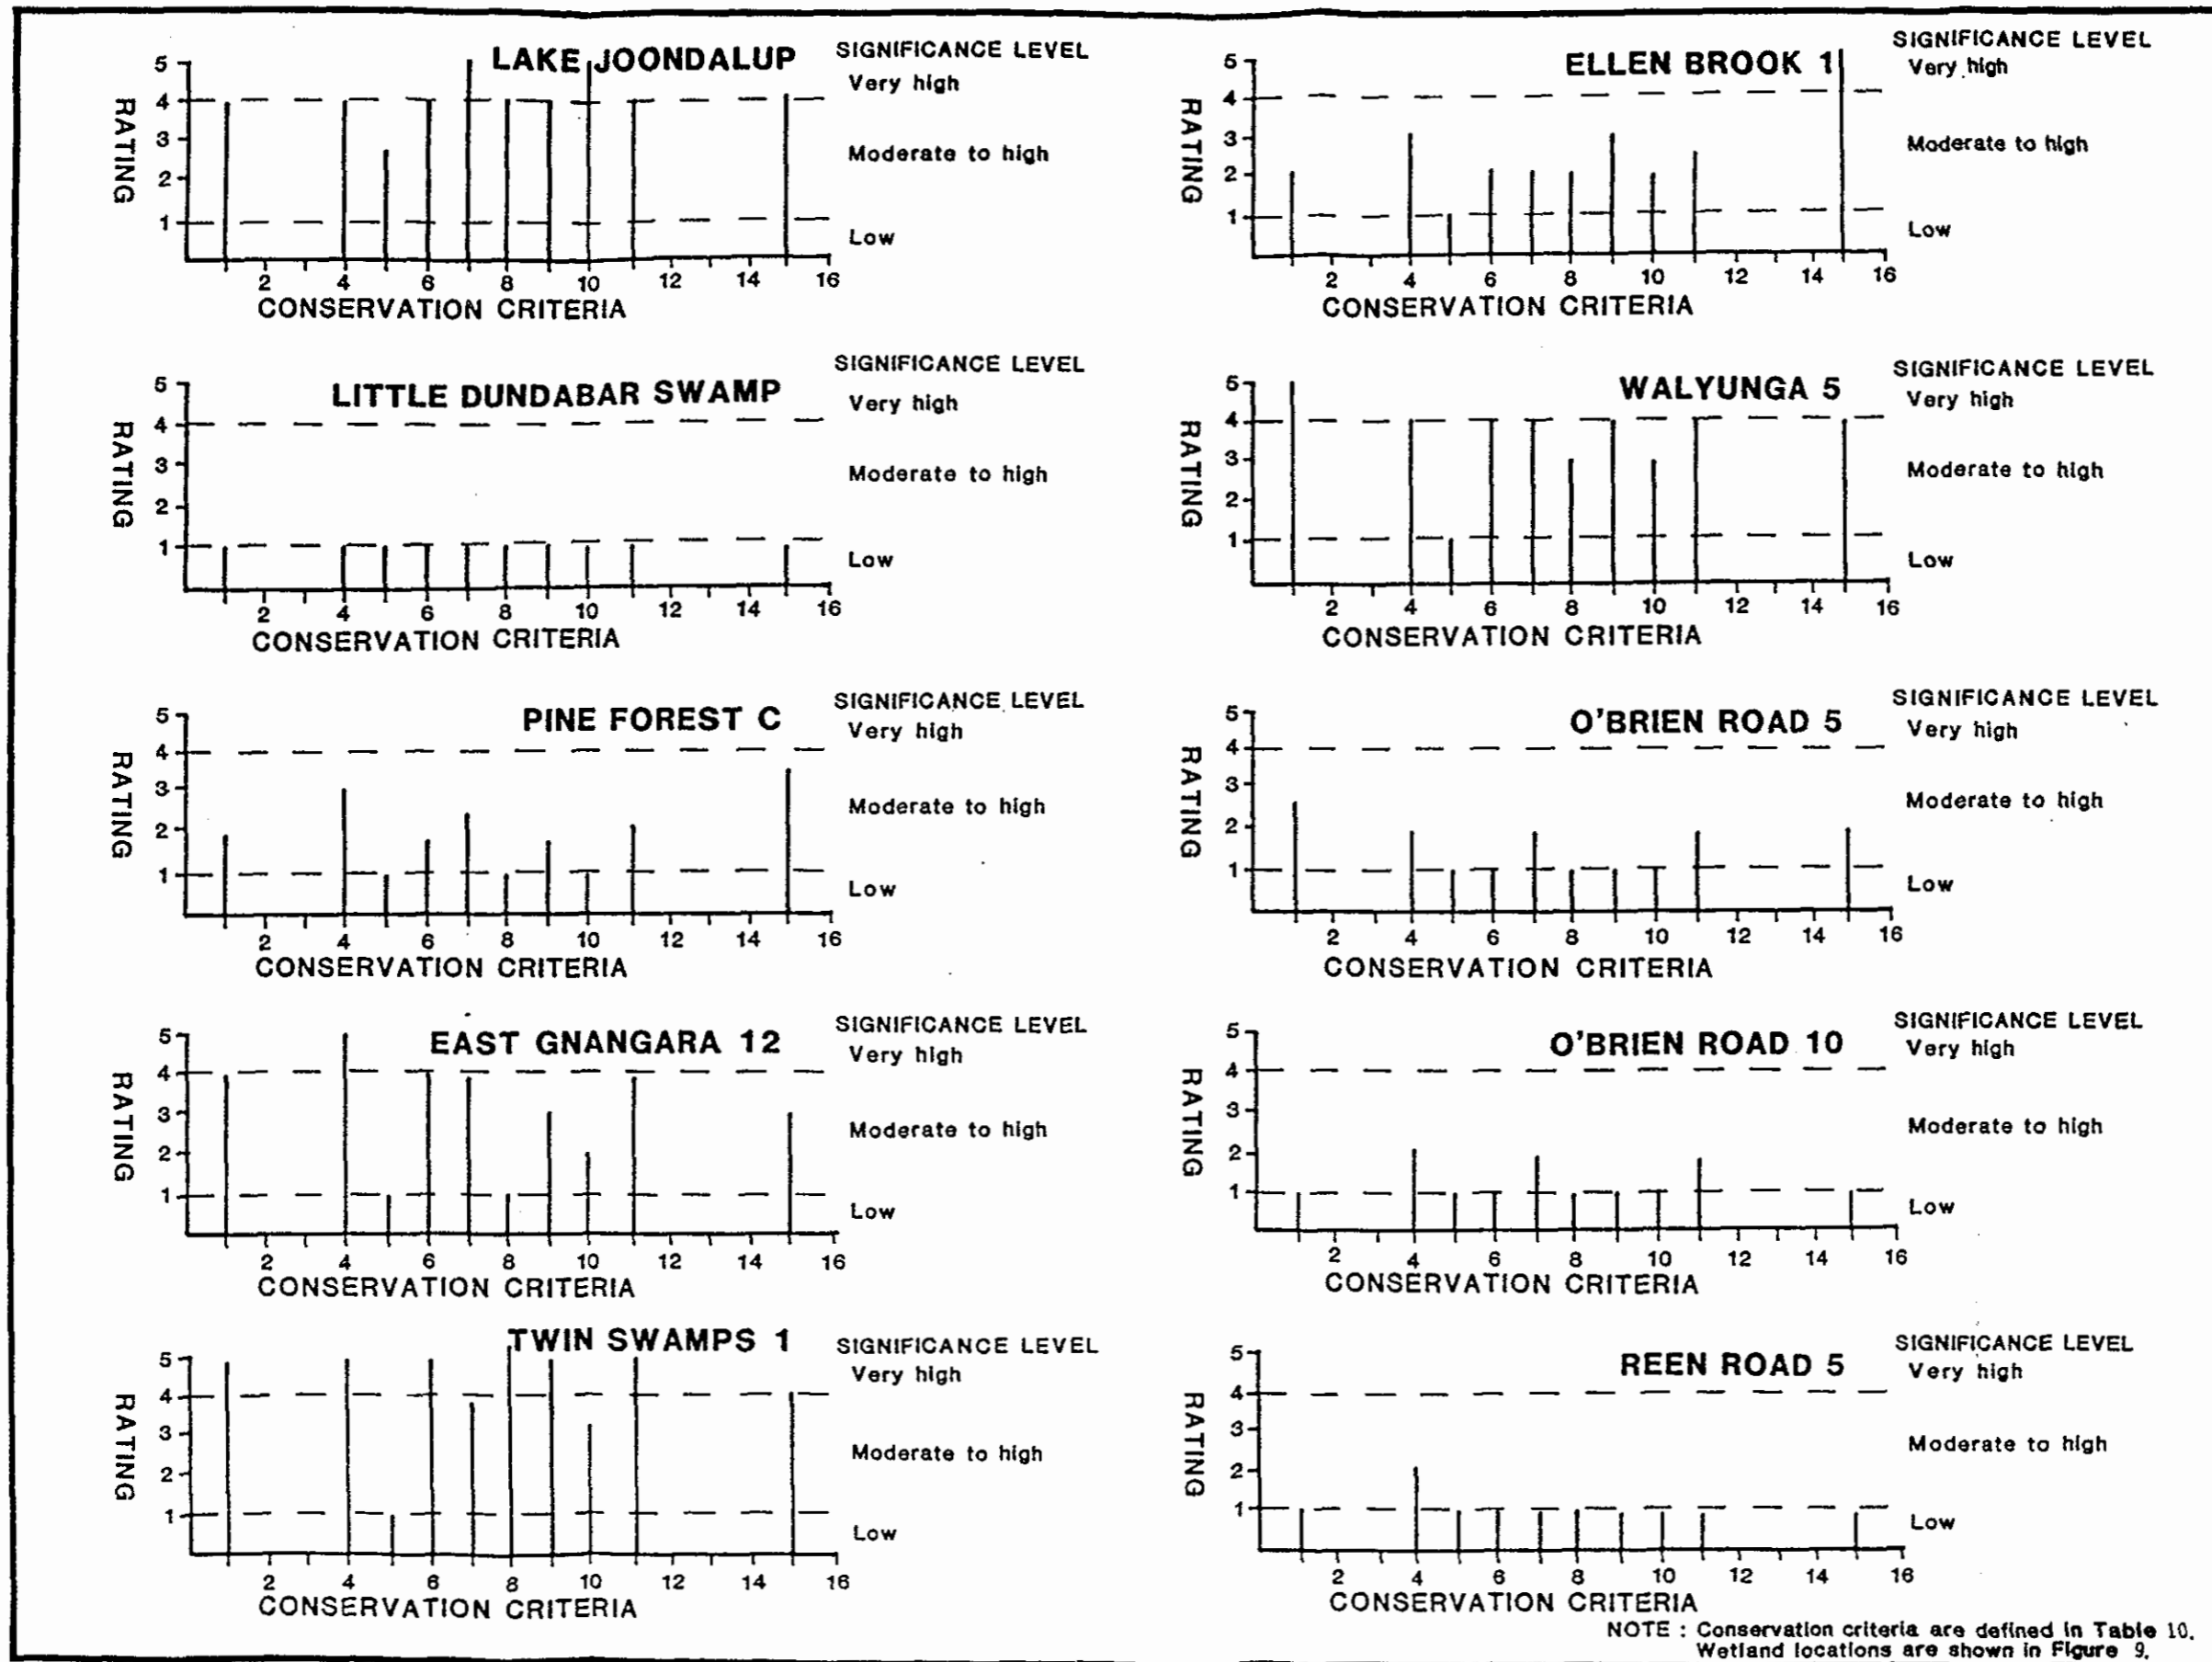 LAKE JOONDALUP
SIGNIFICANCE LEVEL
Very high
Moderate to high
Low
RATING
5
4
3
2
1
2 4 6 8 10 12 14 16
CONSERVATION CRITERIA
LITTLE DUNDABAR SWAMP
SIGNIFICANCE LEVEL
Very high
Moderate to high
Low
RATING
5
4
3
2
1
2 4 6 8 10 12 14 16
CONSERVATION CRITERIA
PINE FOREST C
SIGNIFICANCE LEVEL
Very high
Moderate to high
Low
RATING
5
4
3
2
1
2 4 6 8 10 12 14 16
CONSERVATION CRITERIA
EAST GNANGARA 12
SIGNIFICANCE LEVEL
Very high
Moderate to high
Low
RATING
5
4
3
2
1
2 4 6 8 10 12 14 16
CONSERVATION CRITERIA
TWIN SWAMPS 1
SIGNIFICANCE LEVEL
Very high
Moderate to high
Low
RATING
5
4
3
2
1
2 4 6 8 10 12 14 16
CONSERVATION CRITERIA
ELLEN BROOK 1
SIGNIFICANCE LEVEL
Very high
Moderate to high
Low
RATING
5
4
3
2
1
2 4 6 8 10 12 14 16
CONSERVATION CRITERIA
WALYUNGA 5
SIGNIFICANCE LEVEL
Very high
Moderate to high
Low
RATING
5
4
3
2
1
2 4 6 8 10 12 14 16
CONSERVATION CRITERIA
O'BRIEN ROAD 5
SIGNIFICANCE LEVEL
Very high
Moderate to high
Low
RATING
5
4
3
2
1
2 4 6 8 10 12 14 16
CONSERVATION CRITERIA
O'BRIEN ROAD 10
SIGNIFICANCE LEVEL
Very high
Moderate to high
Low
RATING
5
4
3
2
1
2 4 6 8 10 12 14 16
CONSERVATION CRITERIA
REEN ROAD 5
SIGNIFICANCE LEVEL
Very high
Moderate to high
Low
RATING
5
4
3
2
1
2 4 6 8 10 12 14 16
CONSERVATION CRITERIA
NOTE : Conservation criteria are defined in Table 10.
Wetland locations are shown in Figure 9.